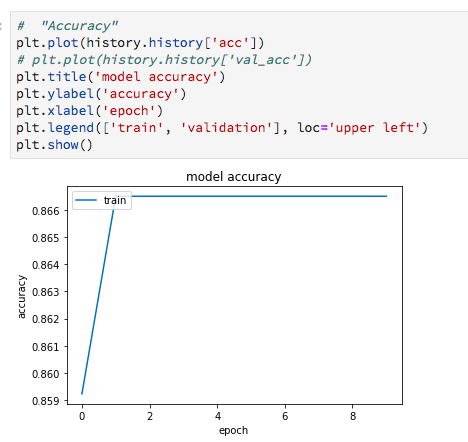 #  "Accuracy"
plt.plot(history.history['acc'])
# plt.plot(history.history['val_acc'])
plt.title('model accuracy')
plt.ylabel('accuracy')
plt.xlabel('epoch')
plt.legend(['train', 'validation'], loc='upper left')
plt.show()
model accuracy
train
0.866
0.865
0.864
0.863
0.862
0.861
0.860
0.859
accuracy
0 2 4 6 8
epoch